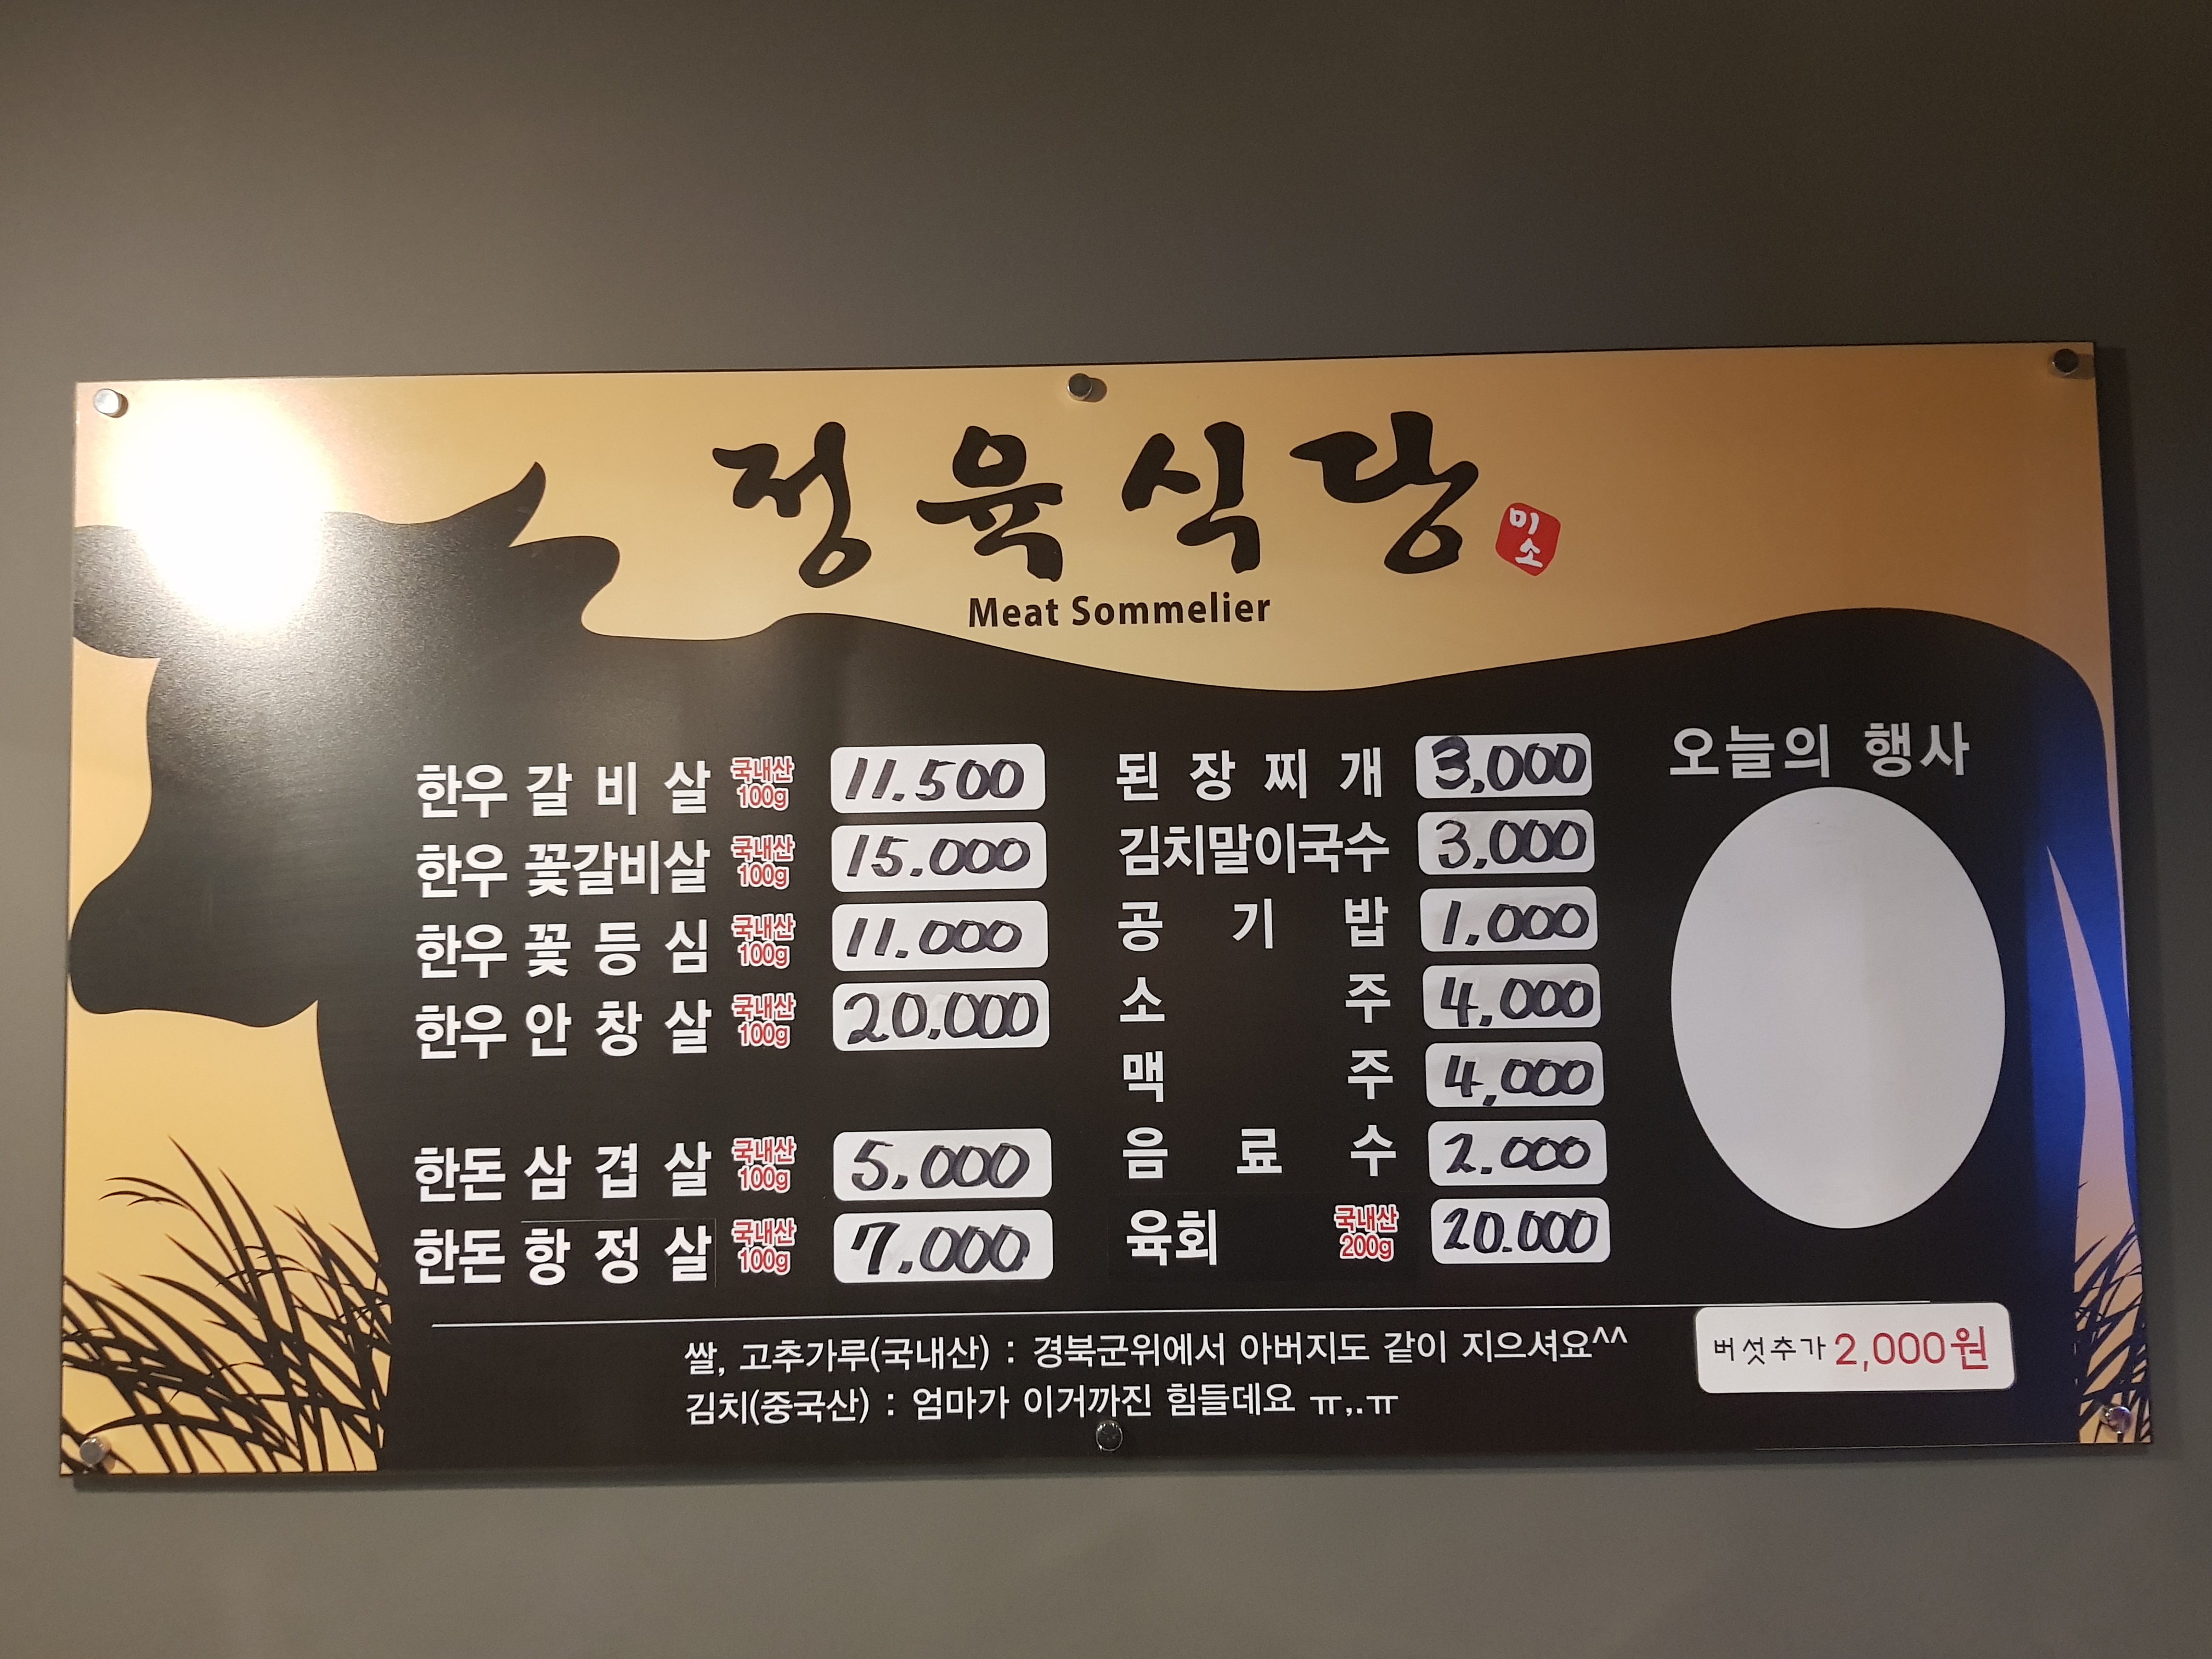 정육식당
미소
Meat Sommelier
한우 갈비살 국내산 100g 11.500
한우 꽃갈비살 국내산 100g 15.000
한우 꽃등심 국내산 100g 11.000
한우 안창살 국내산 100g 20.000
한돈 삼겹살 국내산 100g 5,000
한돈 항정살 국내산 100g 7,000
된장찌개 3,000
김치말이국수 3,000
공기밥 1,000
소주 4,000
맥주 4,000
음료수 2.000
육회 국내산 200g 20.000
오늘의 행사
쌀, 고추가루(국내산) : 경북군위에서 아버지도 같이 지으셔요^^
김치(중국산) : 엄마가 이거까진 힘들데요 ㅠ,.ㅠ
버섯추가 2,000원